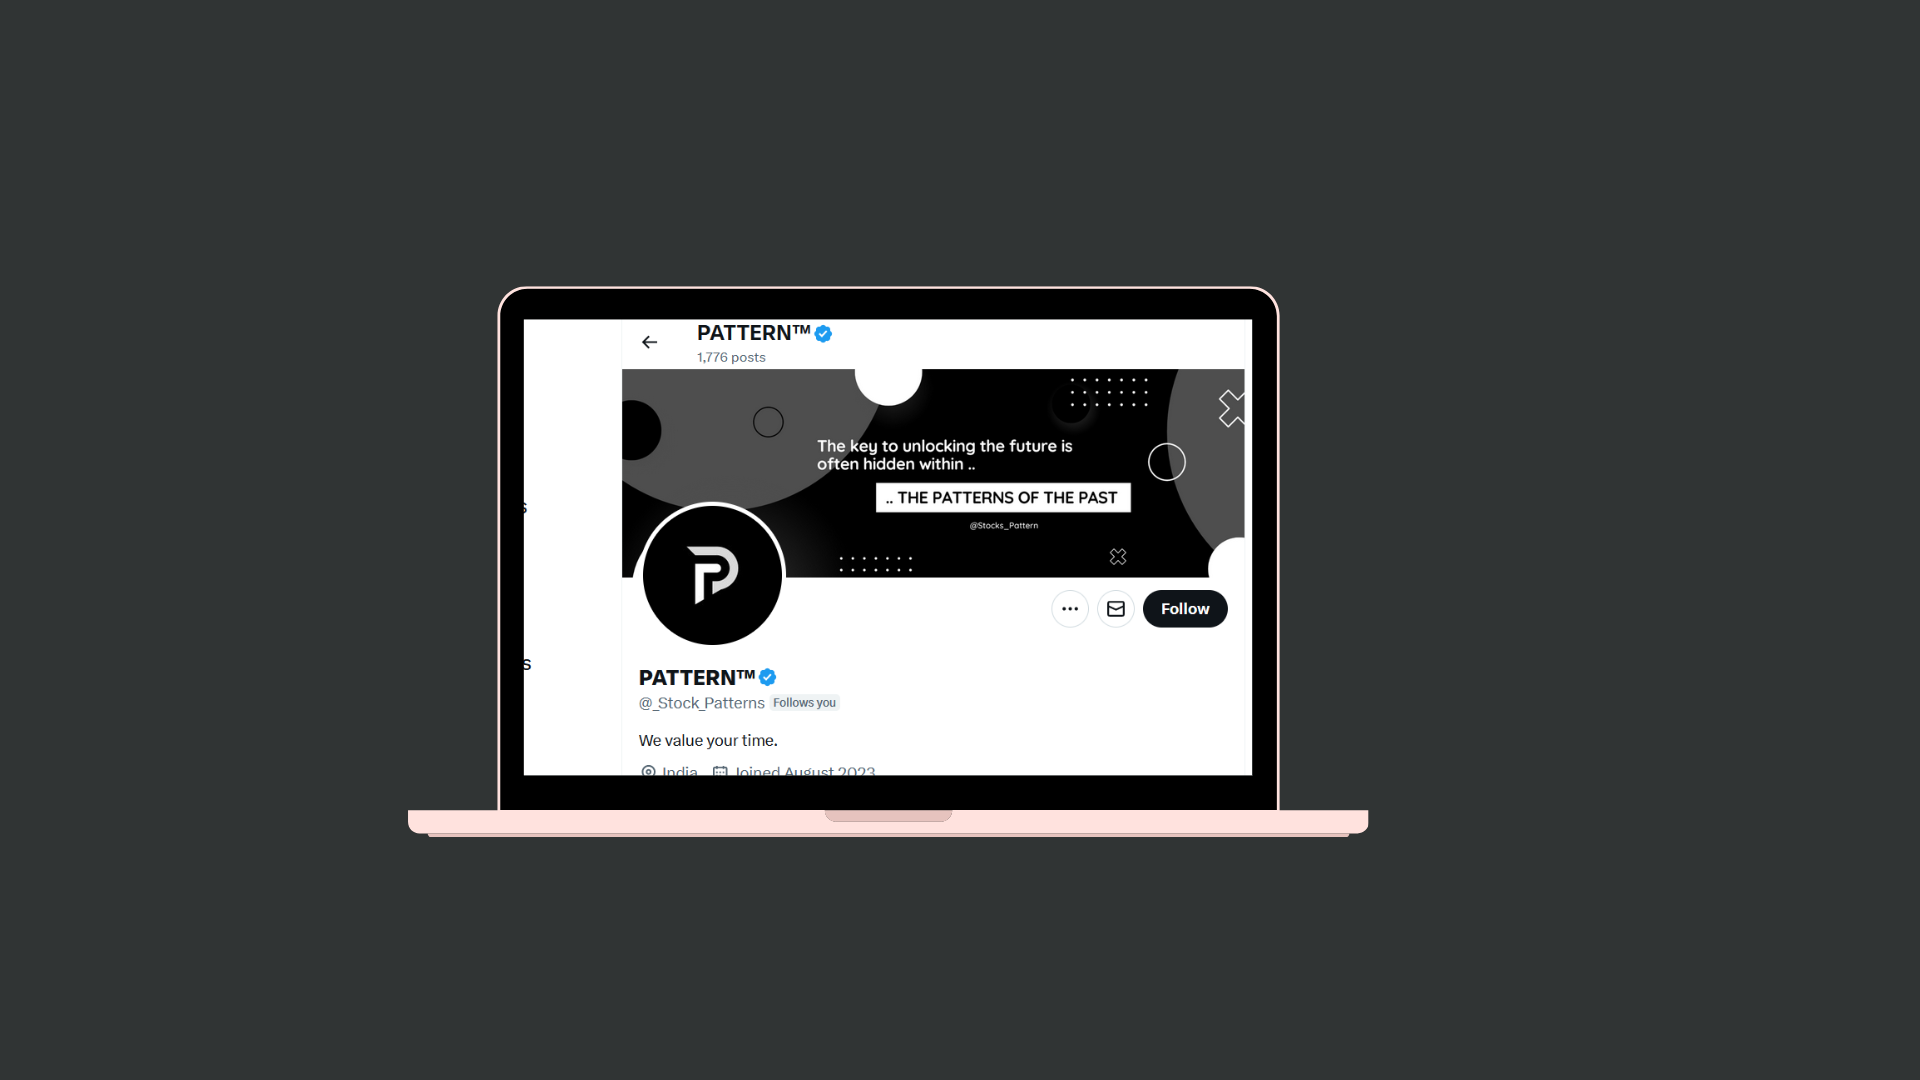 PATTERN™
1,776 posts
The key to unlocking the future is
often hidden within ..
.. THE PATTERNS OF THE PAST
@Stocks_Pattern
Follow
PATTERN™
@_Stock_Patterns Follows you
We value your time.
India Joined August 2023